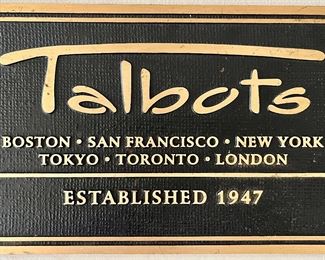 Talbots
BOSTON • SAN FRANCISCO • NEW YORK
TOKYO • TORONTO • LONDON
ESTABLISHED 1947